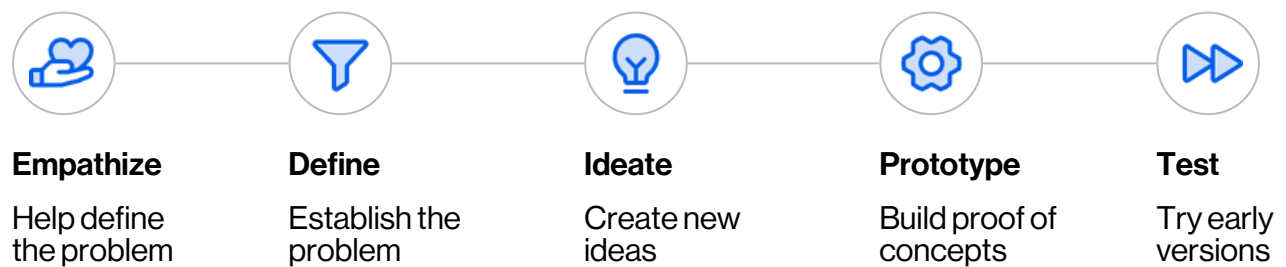 Empathize
Help define
the problem
Define
Establish the
problem
Ideate
Create new
ideas
Prototype
Build proof of
concepts
Test
Try early
versions